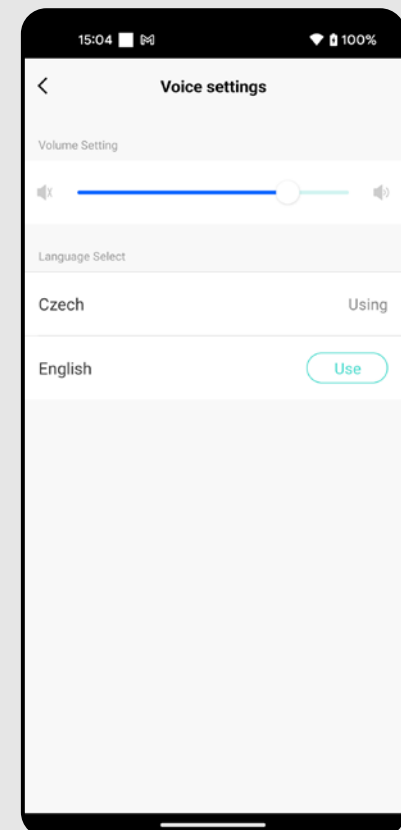 15:04 100%
Voice settings
Volume Setting
Language Select
Czech Using
English Use